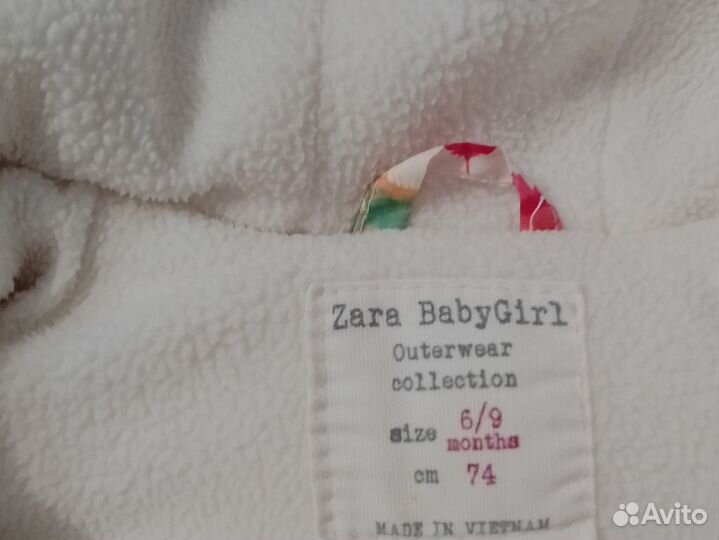 Zara BabyGirl
Outerwear
collection
size 6/9 months
cm 74
MADE IN VIETNAM
Avito